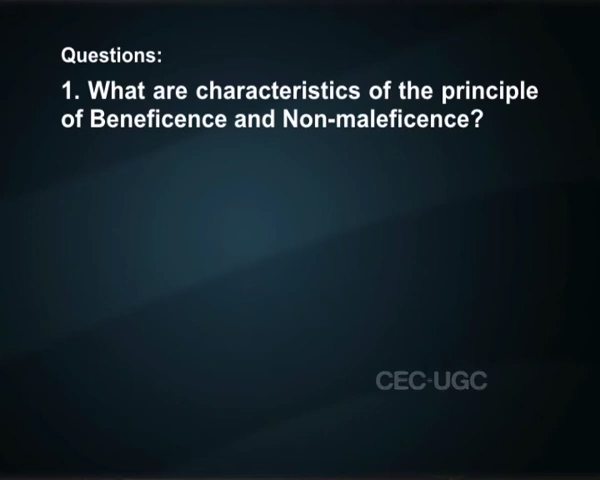 Questions:
1. What are characteristics of the principle
of Beneficence and Non-maleficence?
CEC-UGC